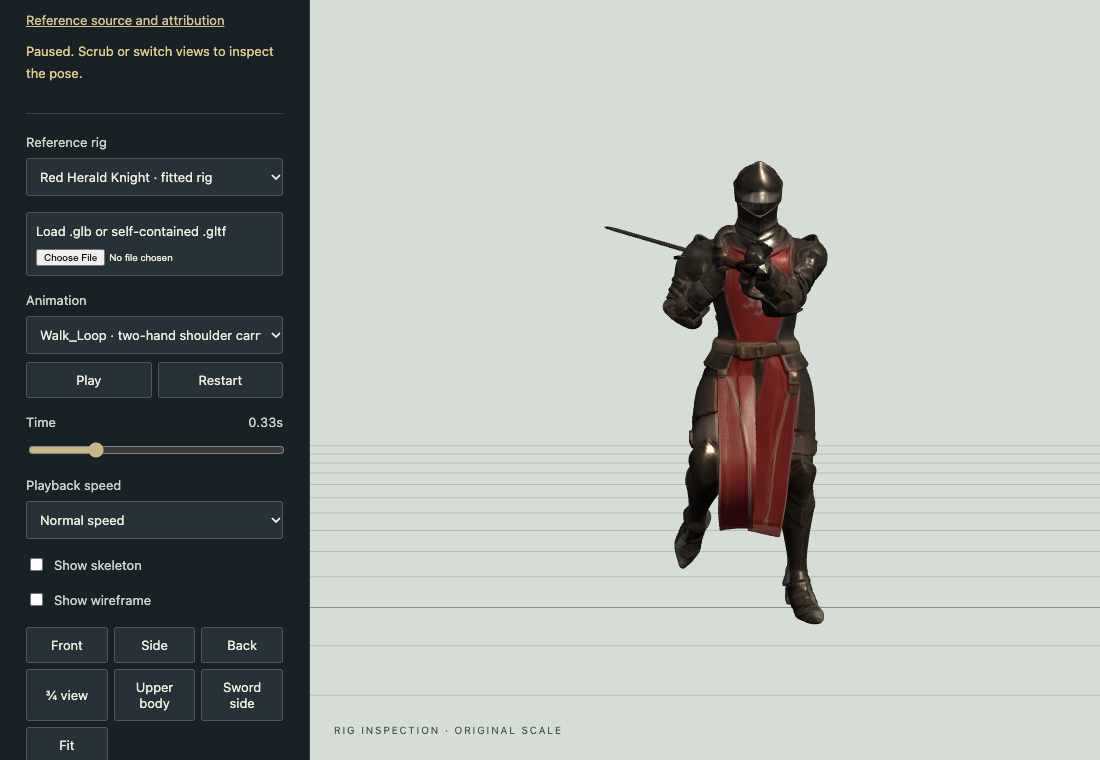 Reference source and attribution
Paused. Scrub or switch views to inspect
the pose.
Reference rig
Red Herald Knight · fitted rig
Load .glb or self-contained .gltf
Choose File No file chosen
Animation
Walk_Loop · two-hand shoulder carr
Play
Restart
Time
0.33s
Playback speed
Normal speed
Show skeleton
Show wireframe
Front
Side
Back
¾ view
Upper
body
Sword
side
Fit
RIG INSPECTION · ORIGINAL SCALE